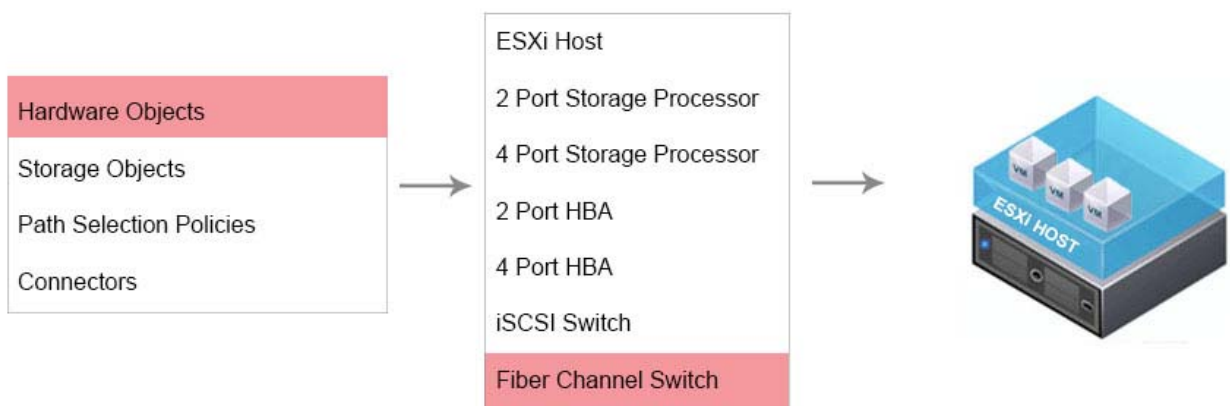 Hardware Objects
Storage Objects
Path Selection Policies
Connectors
ESXi Host
2 Port Storage Processor
4 Port Storage Processor
2 Port HBA
4 Port HBA
iSCSI Switch
Fiber Channel Switch
VM
VM
VM
ESXi HOST